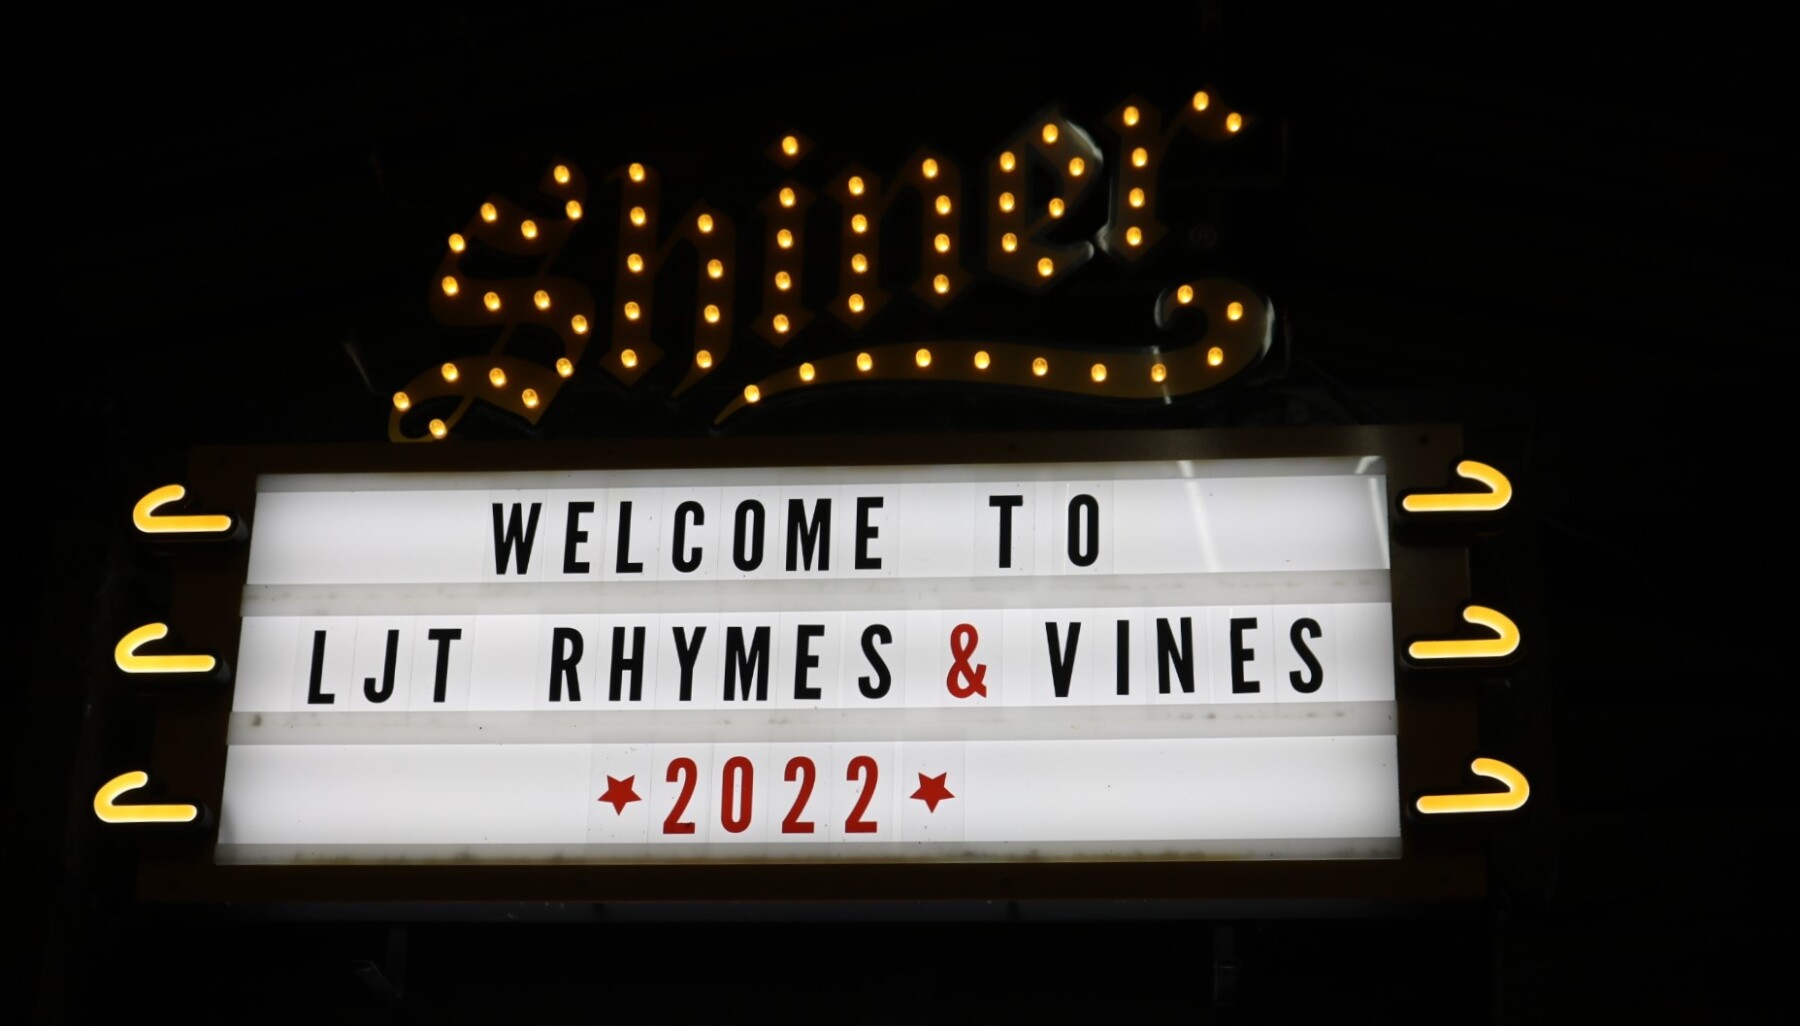 Shiner
WELCOME TO
LJT RHYMES & VINES
★2022★